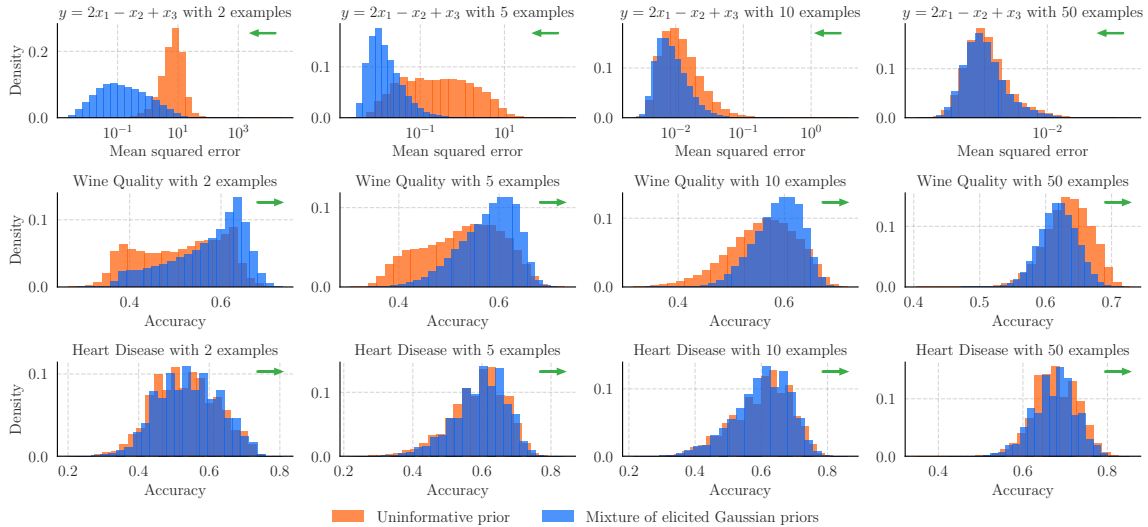 y = 2x₁ − x₂ + x₃ with 2 examples
y = 2x₁ − x₂ + x₃ with 5 examples
y = 2x₁ − x₂ + x₃ with 10 examples
y = 2x₁ − x₂ + x₃ with 50 examples
Density
0.2
0.0
10⁻¹ 10¹ 10³
Mean squared error
0.1
0.0
10⁻¹ 10¹
Mean squared error
0.1
0.0
10⁻² 10⁻¹ 10⁰
Mean squared error
0.1
0.0
10⁻²
Mean squared error
Wine Quality with 2 examples
Wine Quality with 5 examples
Wine Quality with 10 examples
Wine Quality with 50 examples
Density
0.1
0.0
0.4 0.6
Accuracy
0.1
0.0
0.4 0.6
Accuracy
0.1
0.0
0.4 0.6
Accuracy
0.1
0.0
0.4 0.5 0.6 0.7
Accuracy
Heart Disease with 2 examples
Heart Disease with 5 examples
Heart Disease with 10 examples
Heart Disease with 50 examples
Density
0.1
0.0
0.2 0.4 0.6 0.8
Accuracy
0.1
0.0
0.2 0.4 0.6 0.8
Accuracy
0.1
0.0
0.2 0.4 0.6 0.8
Accuracy
0.1
0.0
0.4 0.6 0.8
Accuracy
Uninformative prior
Mixture of elicited Gaussian priors